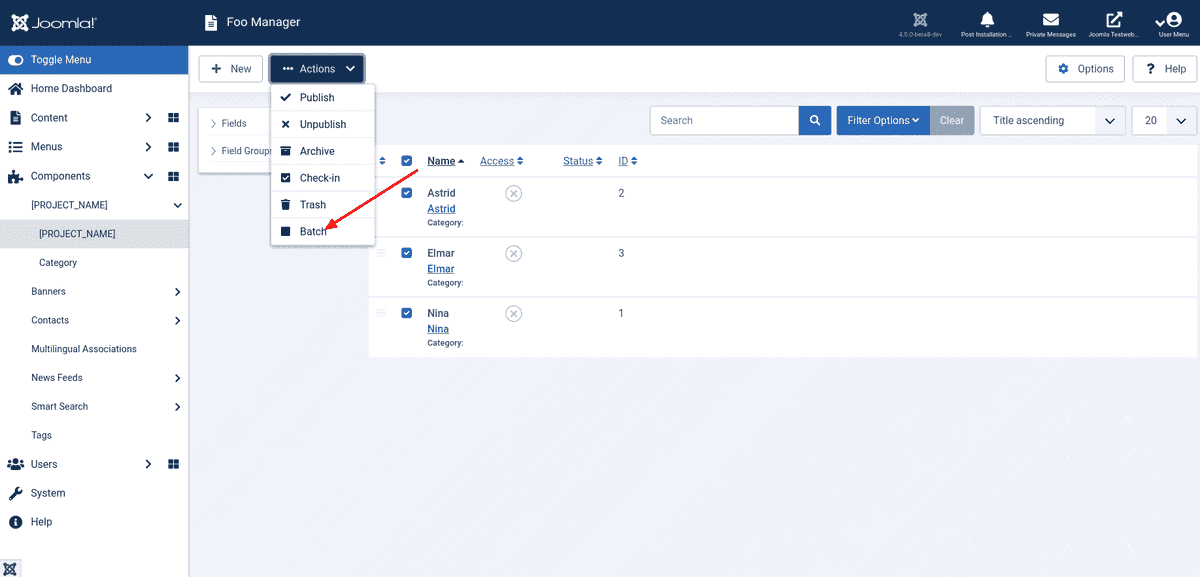 Joomla!®
Foo Manager
4.0.0-beta8-dev
Post Installation ...
Private Messages
Joomla Testweb...
User Menu
Toggle Menu
Home Dashboard
Content
Menus
Components
[PROJECT_NAME]
[PROJECT_NAME]
Category
Banners
Contacts
Multilingual Associations
News Feeds
Smart Search
Tags
Users
System
Help
New
Actions
Options
Help
Publish
Unpublish
Archive
Check-in
Trash
Batch
Fields
Field Groups
Search
Filter Options
Clear
Title ascending
20
Name Access Status ID
Astrid 2
Astrid
Category:
Elmar 3
Elmar
Category:
Nina 1
Nina
Category: